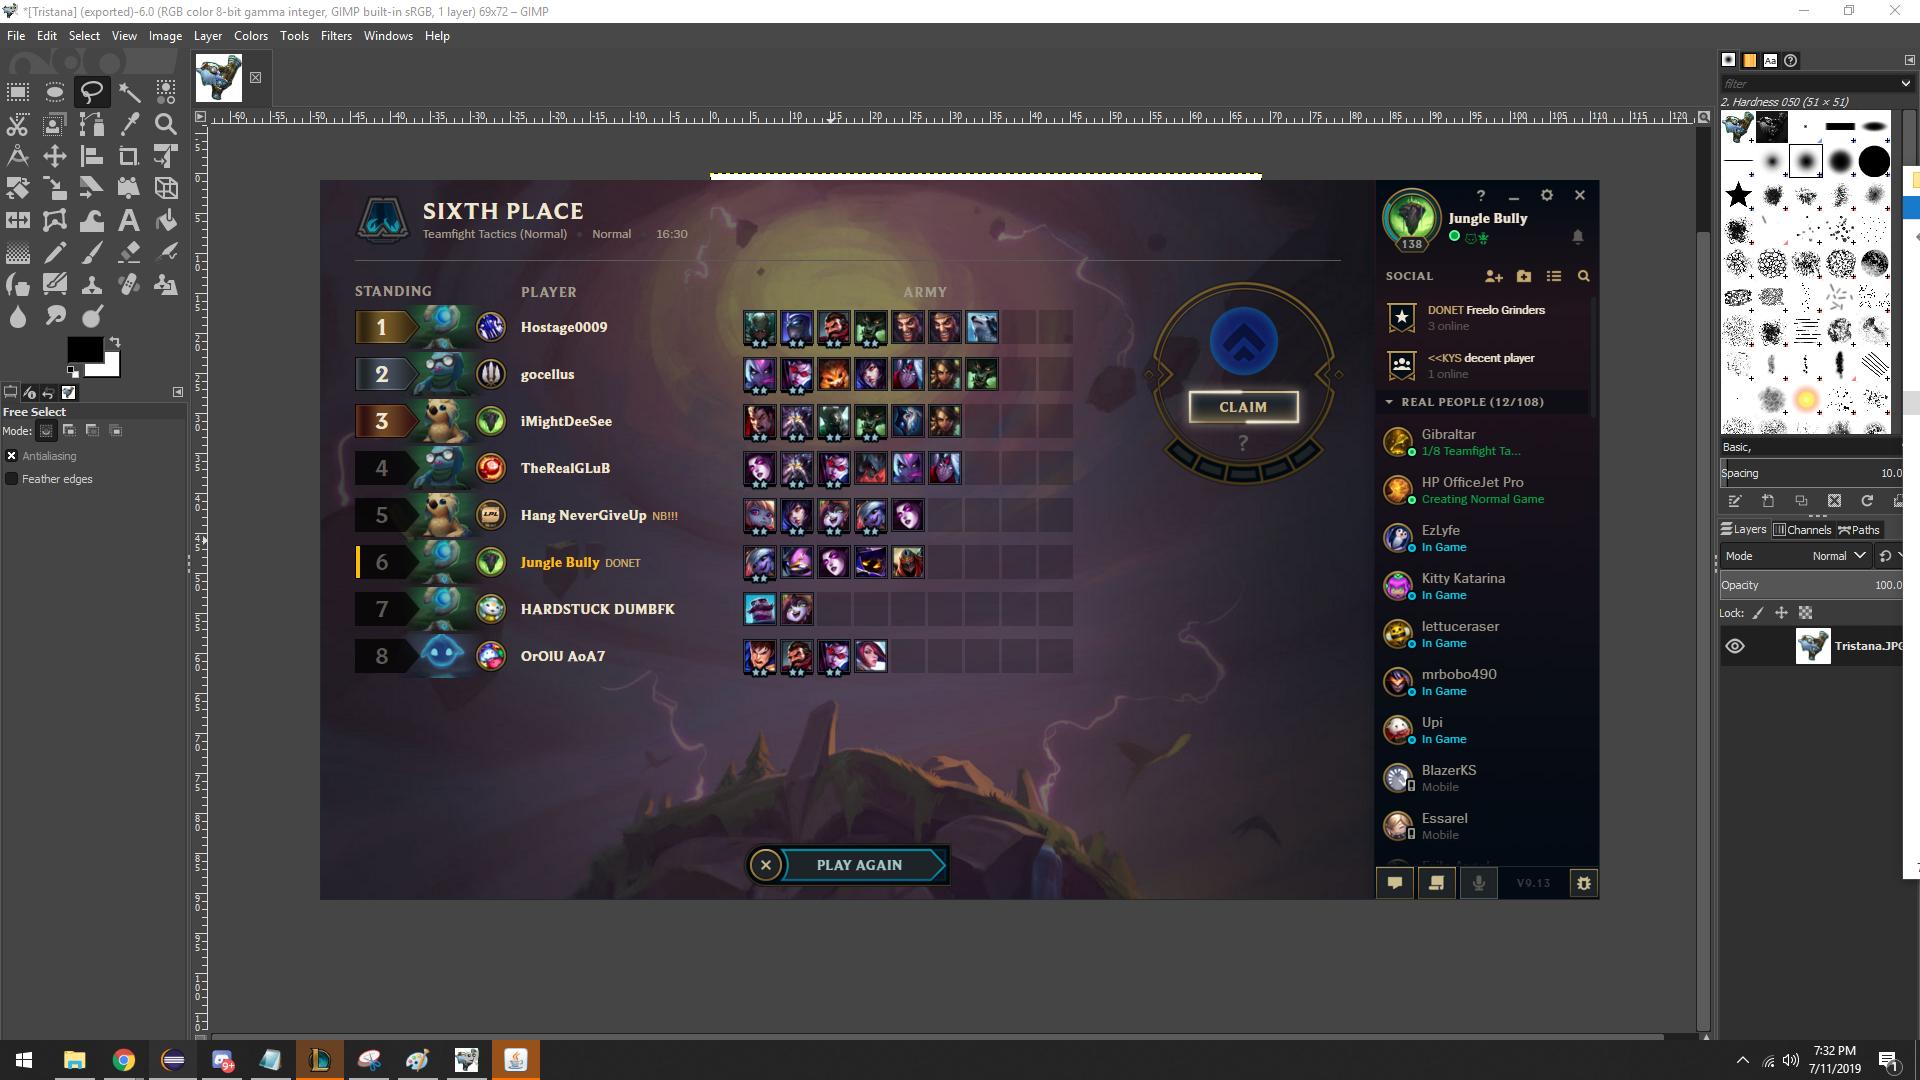 *[Tristana] (exported)-6.0 (RGB color 8-bit gamma integer, GIMP built-in sRGB, 1 layer) 69x72 – GIMP
File Edit Select View Image Layer Colors Tools Filters Windows Help
filter
2. Hardness 050 (51 × 51)
SIXTH PLACE
Teamfight Tactics (Normal) • Normal • 16:30
STANDING PLAYER ARMY
1 Hostage0009
2 gocellus
3 iMightDeeSee
4 TheRealGLuB
5 Hang NeverGiveUp NB!!!
6 Jungle Bully DONET
7 HARDSTUCK DUMBFK
8 OrOlU AoA7
CLAIM
?
PLAY AGAIN
Jungle Bully
138
SOCIAL
DONET Freelo Grinders
3 online
<<KYS decent player
1 online
REAL PEOPLE (12/108)
Gibraltar
1/8 Teamfight Ta...
HP OfficeJet Pro
Creating Normal Game
EzLyfe
In Game
Kitty Katarina
In Game
lettuceraser
In Game
mrbobo490
In Game
Upi
In Game
BlazerKS
Mobile
Essarel
Mobile
V9.13
Free Select
Mode:
Antialiasing
Feather edges
Basic,
Spacing 10.0
Layers Channels Paths
Mode Normal
Opacity 100.0
Lock:
Tristana.JPG
9+
7:32 PM
7/11/2019
1